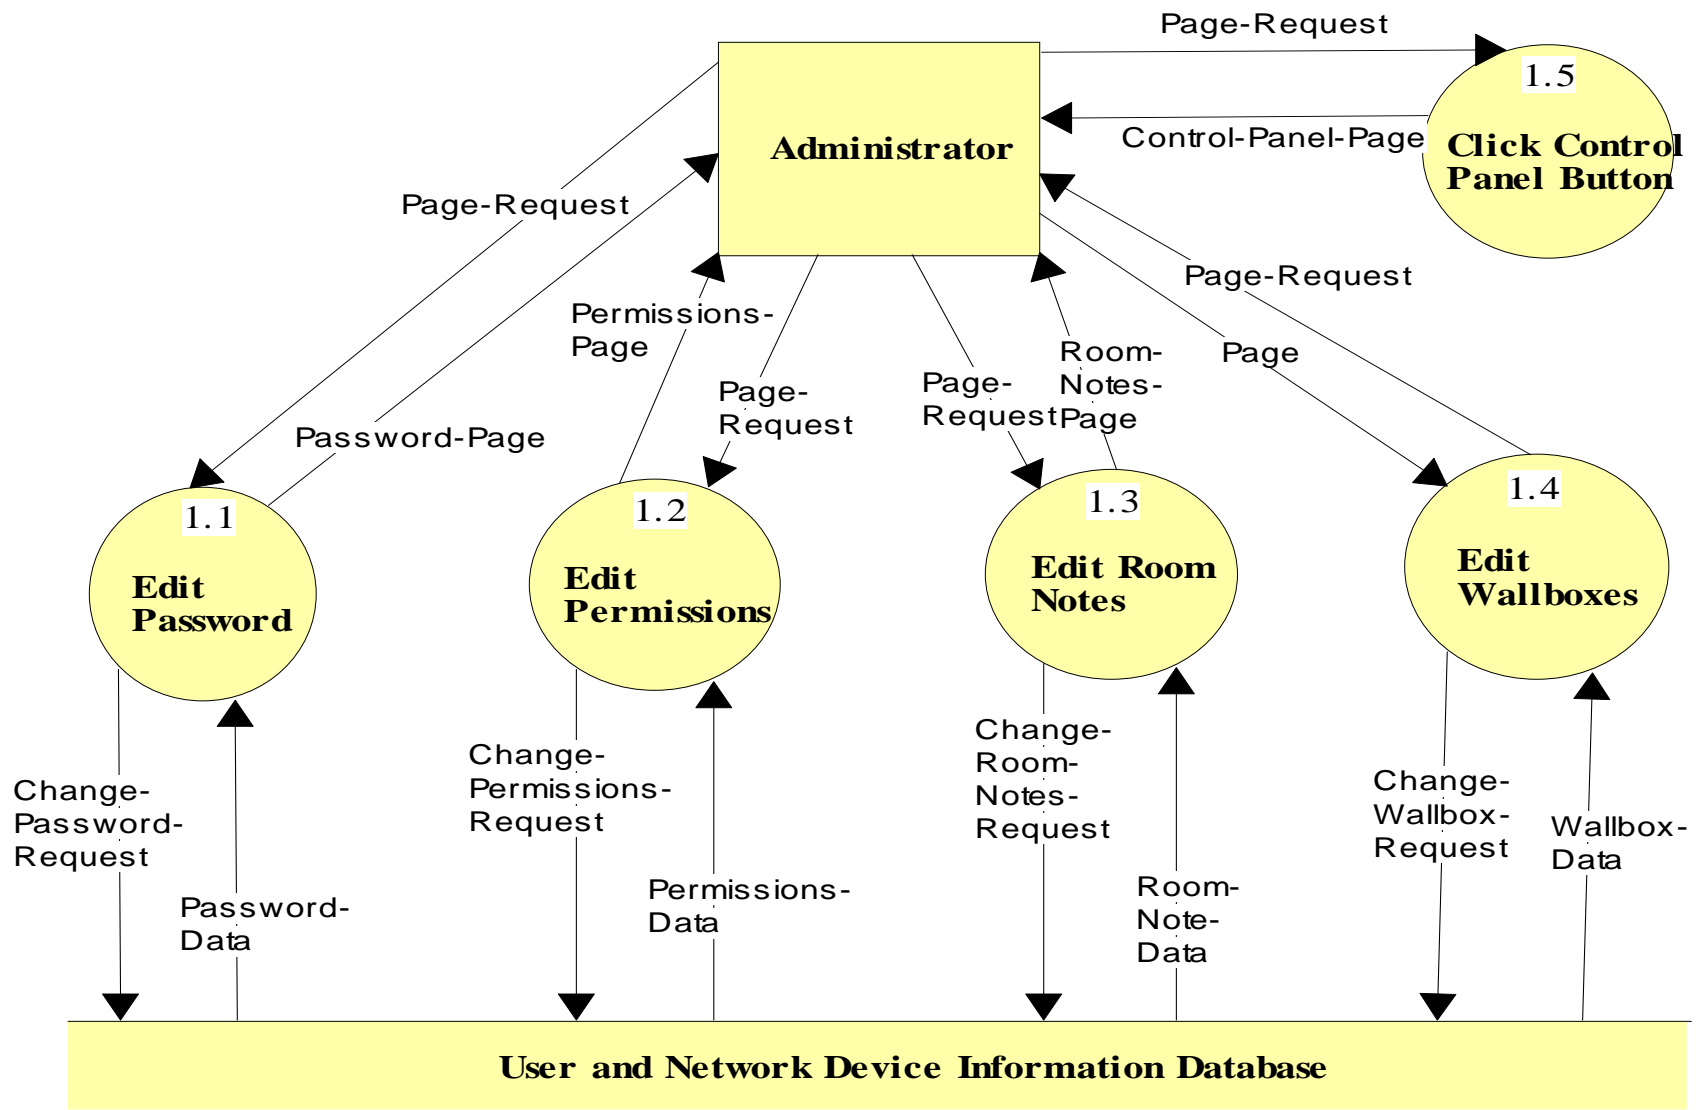 Page-Request
1.5
Administrator
Control-Panel-Page
Click Control
Panel Button
Page-Request
Page-Request
Permissions-
Page
Page
Room-
Notes-
Page
Page-
Request
Page-
Request
Password-Page
1.1
1.2
1.3
1.4
Edit
Password
Edit
Permissions
Edit Room
Notes
Edit
Wallboxes
Change-
Password-
Request
Password-
Data
Change-
Permissions-
Request
Permissions-
Data
Change-
Room-
Notes-
Request
Room-
Note-
Data
Change-
Wallbox-
Request
Wallbox-
Data
User and Network Device Information Database